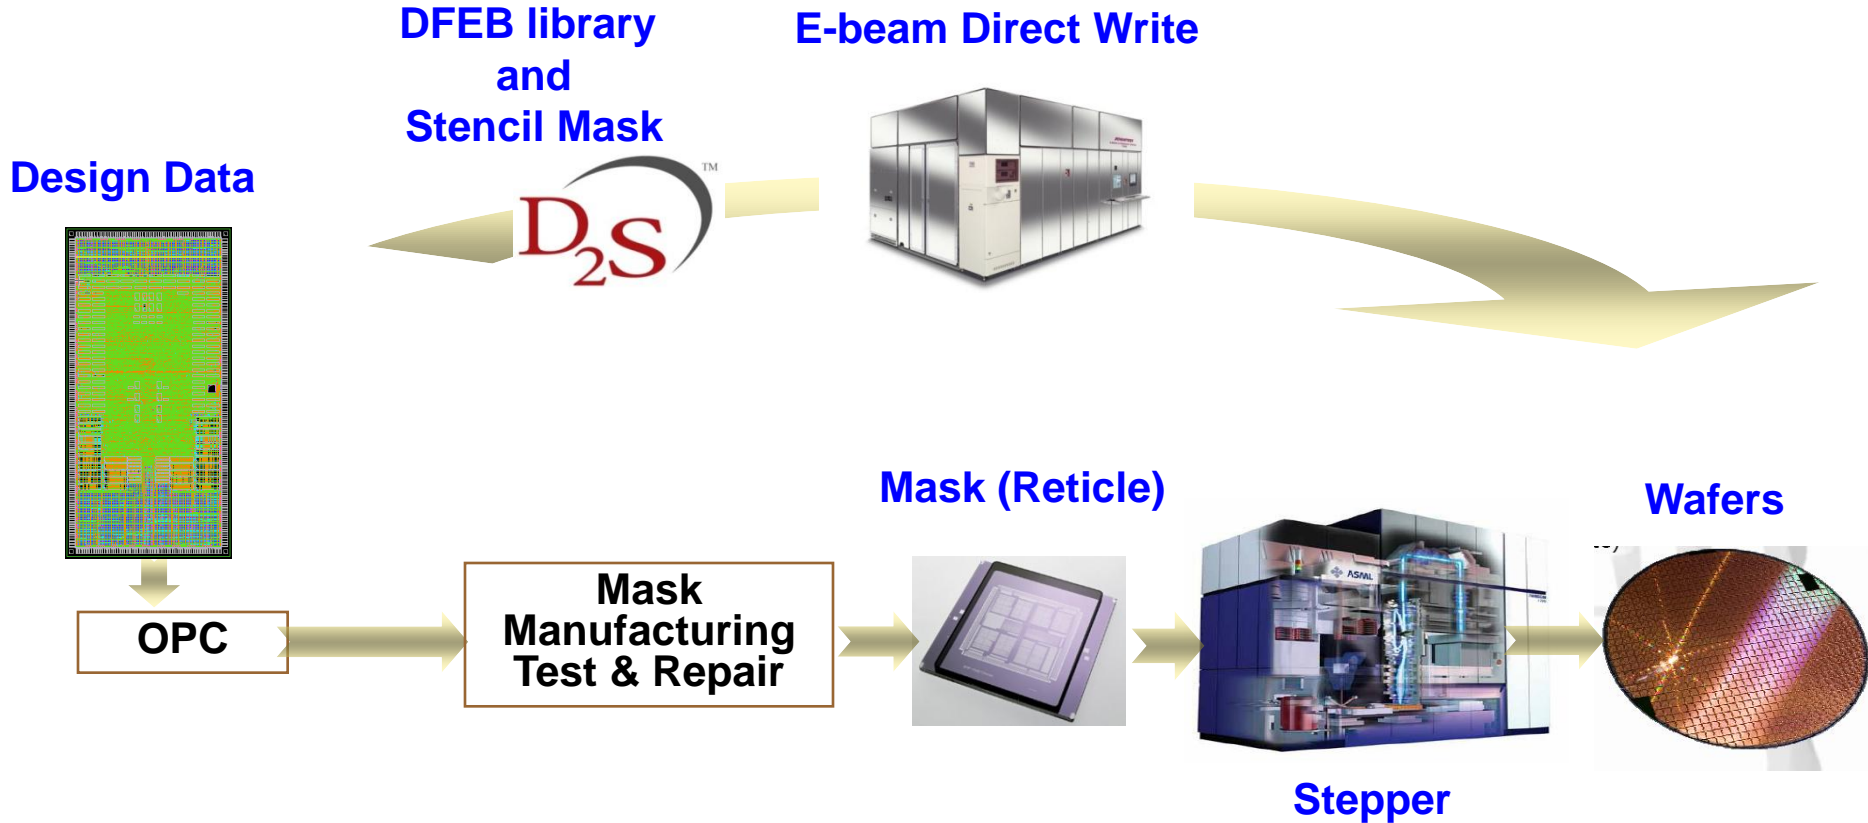 DFEB library
and
Stencil Mask
E-beam Direct Write
Design Data
D2S
TM
OPC
Mask
Manufacturing
Test & Repair
Mask (Reticle)
ASML
Stepper
Wafers